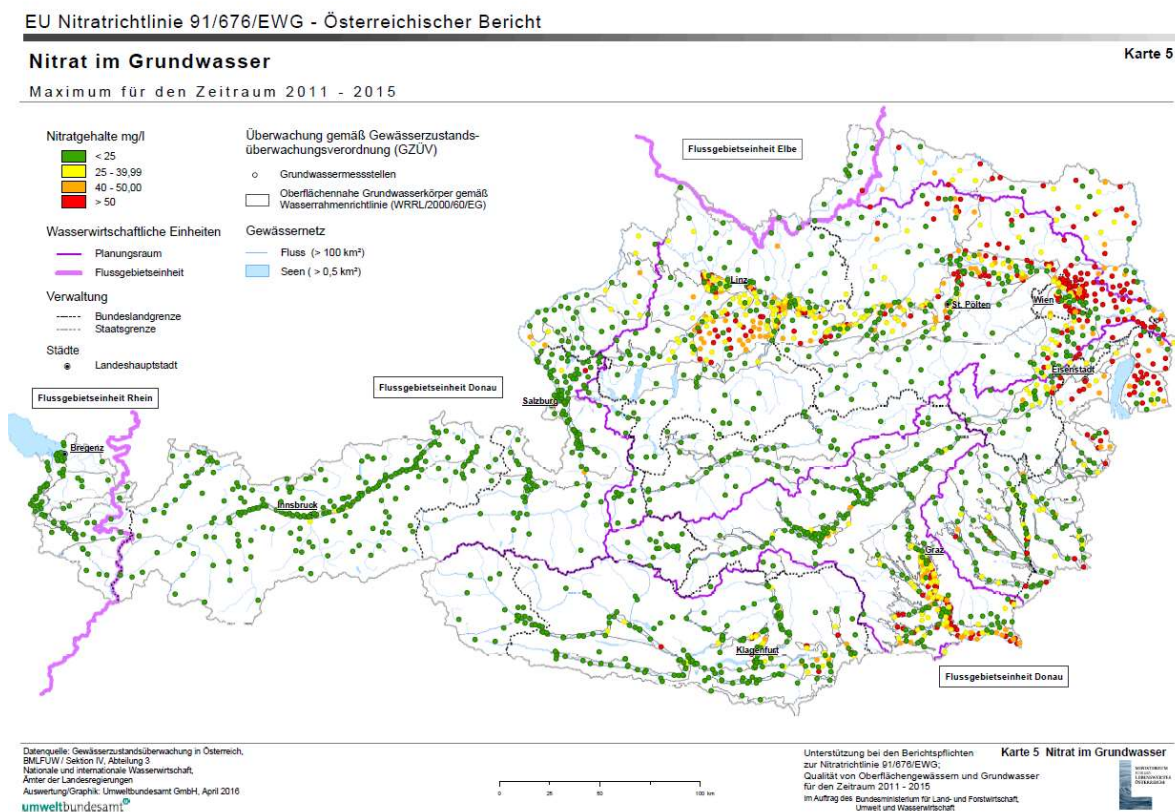 EU Nitratrichtlinie 91/676/EWG - Österreichischer Bericht
Nitrat im Grundwasser
Karte 5
Maximum für den Zeitraum 2011 - 2015
Nitratgehalte mg/l
< 25
25 - 39,99
40 - 50,00
> 50
Wasserwirtschaftliche Einheiten
Planungsraum
Flussgebietseinheit
Verwaltung
Bundeslandgrenze
Staatsgrenze
Städte
Landeshauptstadt
Überwachung gemäß Gewässerzustands-
überwachungsverordnung (GZÜV)
Grundwassermessstellen
Oberflächennahe Grundwasserkörper gemäß
Wasserrahmenrichtlinie (WRRL/2000/60/EG)
Gewässernetz
Fluss (> 100 km²)
Seen ( > 0,5 km²)
Flussgebietseinheit Elbe
Linz
St. Pölten
Wien
Eisenstadt
Flussgebietseinheit Donau
Flussgebietseinheit Rhein
Salzburg
Bregenz
Innsbruck
Graz
Klagenfurt
Flussgebietseinheit Donau
Datenquelle: Gewässerzustandsüberwachung in Österreich,
BMLFUW / Sektion IV, Abteilung 3
Nationale und internationale Wasserwirtschaft,
Ämter der Landesregierungen
Auswertung/Graphik: Umweltbundesamt GmbH, April 2016
umweltbundesamt
0 25 50 100 km
Unterstützung bei den Berichtspflichten
zur Nitratrichtlinie 91/676/EWG;
Qualität von Oberflächengewässern und Grundwasser
für den Zeitraum 2011 - 2015
Im Auftrag des Bundesministerium für Land- und Forstwirtschaft,
Umwelt und Wasserwirtschaft
Karte 5 Nitrat im Grundwasser
MINISTERIUM
LEBENSWERTES
ÖSTERREICH